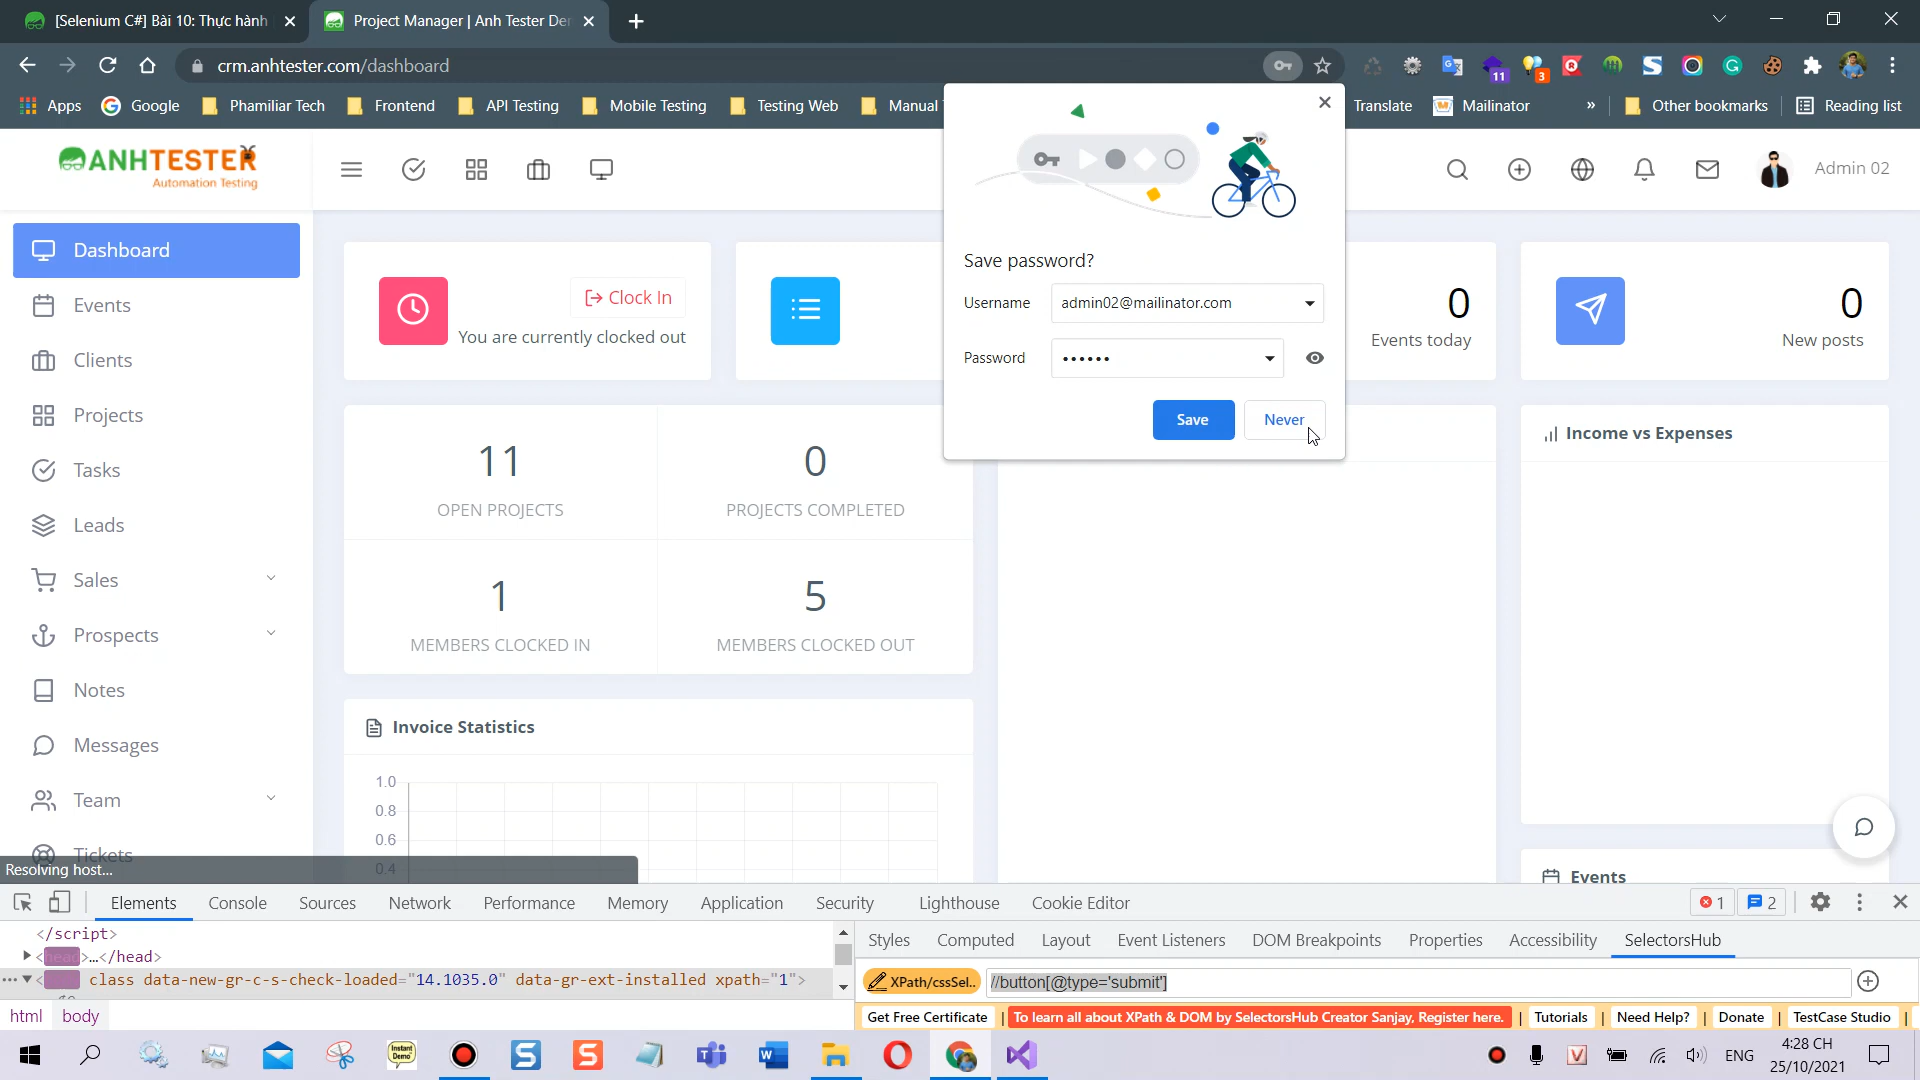 [Selenium C#] Bài 10: Thực hành
Project Manager | Anh Tester De
crm.anhtester.com/dashboard
11
3
Apps
Google
Phamiliar Tech
Frontend
API Testing
Mobile Testing
Testing Web
Manual
Translate
Mailinator
»
Other bookmarks
Reading list
ANHTESTER
Automation Testing
Admin 02
Dashboard
Events
Clients
Projects
Tasks
Leads
Sales
Prospects
Notes
Messages
Team
Tickets
Resolving host...
Clock In
You are currently clocked out
0
Events today
0
New posts
Save password?
Username
admin02@mailinator.com
Password
••••••
Save
Never
11
OPEN PROJECTS
0
PROJECTS COMPLETED
1
MEMBERS CLOCKED IN
5
MEMBERS CLOCKED OUT
Income vs Expenses
Invoice Statistics
1.0
0.8
0.6
0.4
Events
Elements
Console
Sources
Network
Performance
Memory
Application
Security
Lighthouse
Cookie Editor
1
2
</script>
<head>…</head>
class data-new-gr-c-s-check-loaded="14.1035.0" data-gr-ext-installed xpath="1">
html
body
Styles
Computed
Layout
Event Listeners
DOM Breakpoints
Properties
Accessibility
SelectorsHub
XPath/cssSel..
//button[@type='submit']
Get Free Certificate
| To learn all about XPath & DOM by SelectorsHub Creator Sanjay, Register here.
| Tutorials
| Need Help?
| Donate
| TestCase Studio |
Instant Demo
ENG
4:28 CH
25/10/2021